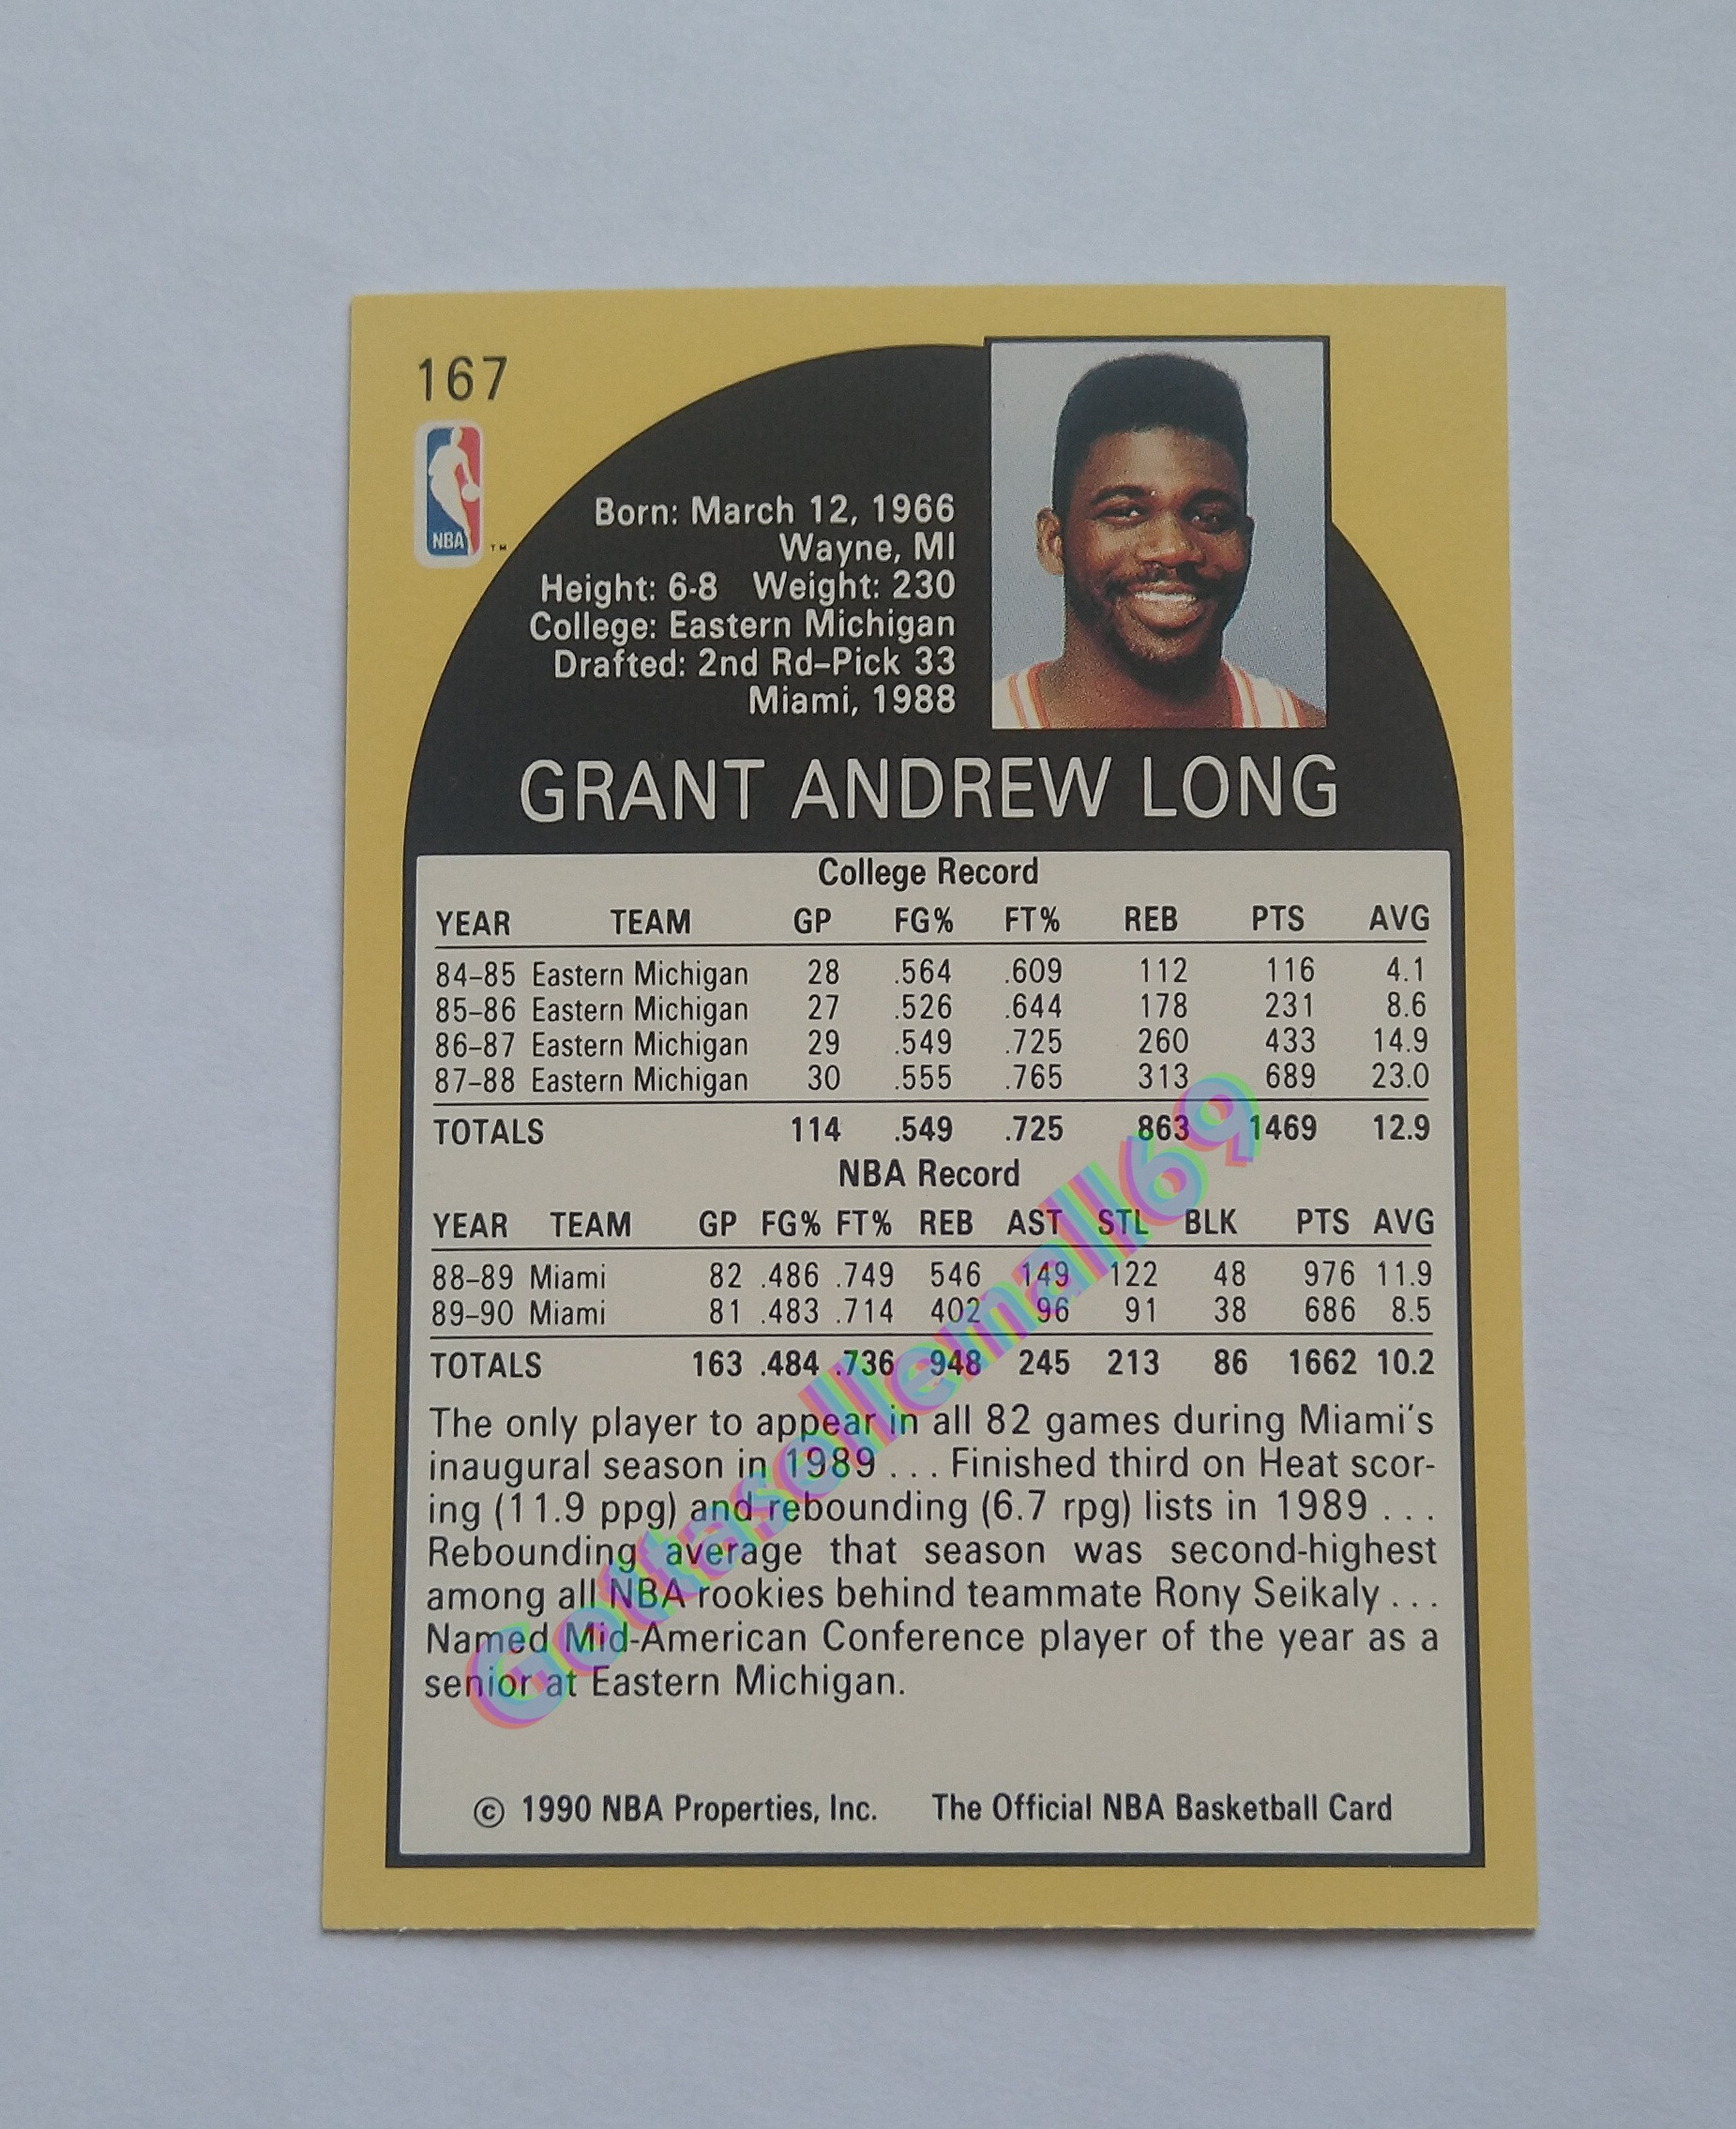 167
NBA
TM
Born: March 12, 1966
Wayne, MI
Height: 6-8 Weight: 230
College: Eastern Michigan
Drafted: 2nd Rd–Pick 33
Miami, 1988
GRANT ANDREW LONG
College Record
YEAR TEAM GP FG% FT% REB PTS AVG
84–85 Eastern Michigan 28 .564 .609 112 116 4.1
85–86 Eastern Michigan 27 .526 .644 178 231 8.6
86–87 Eastern Michigan 29 .549 .725 260 433 14.9
87–88 Eastern Michigan 30 .555 .765 313 689 23.0
TOTALS 114 .549 .725 863 1469 12.9
NBA Record
YEAR TEAM GP FG% FT% REB AST STL BLK PTS AVG
88–89 Miami 82 .486 .749 546 149 122 48 976 11.9
89–90 Miami 81 .483 .714 402 96 91 38 686 8.5
TOTALS 163 .484 .736 948 245 213 86 1662 10.2
The only player to appear in all 82 games during Miami's
inaugural season in 1989 . . . Finished third on Heat scor-
ing (11.9 ppg) and rebounding (6.7 rpg) lists in 1989 . . .
Rebounding average that season was second-highest
among all NBA rookies behind teammate Rony Seikaly . . .
Named Mid-American Conference player of the year as a
senior at Eastern Michigan.
© 1990 NBA Properties, Inc. The Official NBA Basketball Card
Gottasellemall69